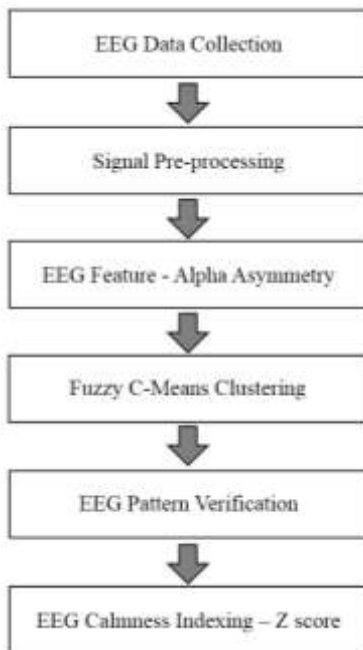 EEG Data Collection
Signal Pre-processing
EEG Feature - Alpha Asymmetry
Fuzzy C-Means Clustering
EEG Pattern Verification
EEG Calmness Indexing – Z score